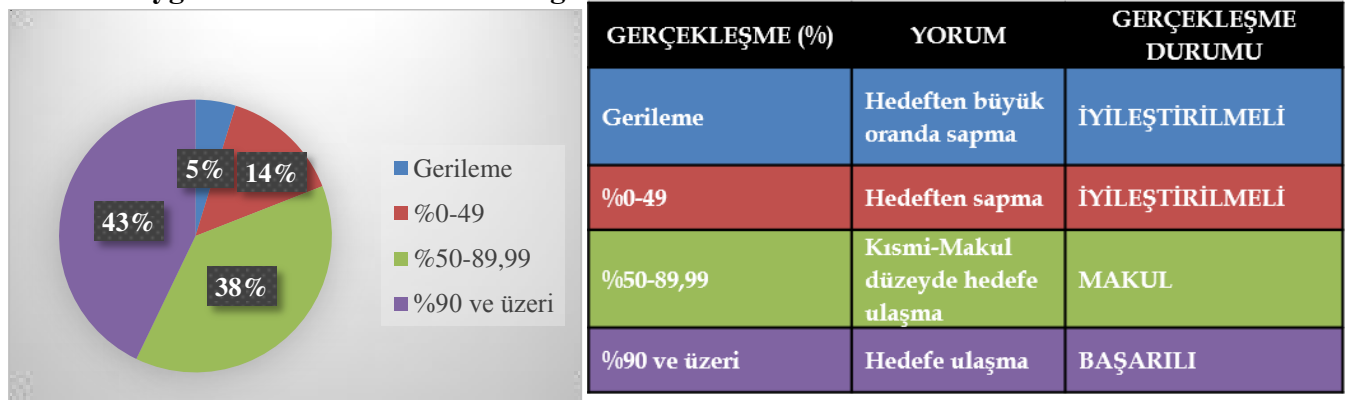 5%
14%
43%
38%
Gerileme
%0-49
%50-89,99
%90 ve üzeri
GERÇEKLEŞME (%) YORUM GERÇEKLEŞME
DURUMU
Gerileme Hedeften büyük
oranda sapma İYİLEŞTİRİLMELİ
%0-49 Hedeften sapma İYİLEŞTİRİLMELİ
%50-89,99 Kısmi-Makul
düzeyde hedefe
ulaşma MAKUL
%90 ve üzeri Hedefe ulaşma BAŞARILI